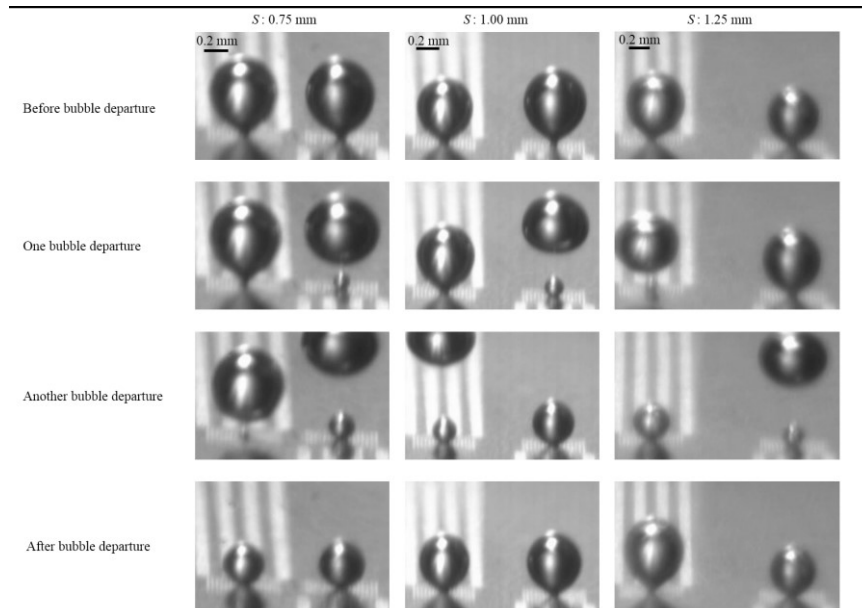 S: 0.75 mm S: 1.00 mm S: 1.25 mm
0.2 mm 0.2 mm 0.2 mm
Before bubble departure
One bubble departure
Another bubble departure
After bubble departure